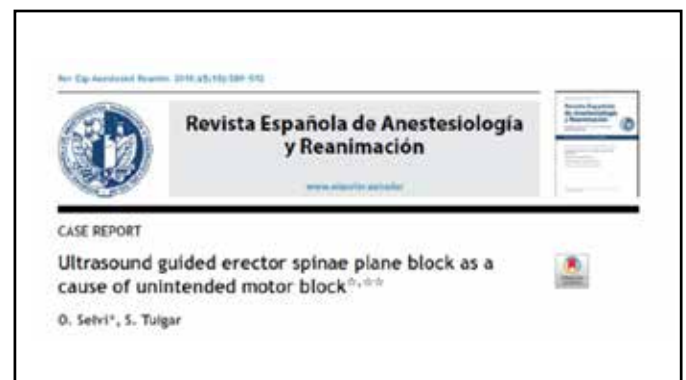 Revista Española de Anestesiología
y Reanimación
CASE REPORT
Ultrasound guided erector spinae plane block as a
cause of unintended motor block☆,☆☆
O. Selvi*, S. Tulgar